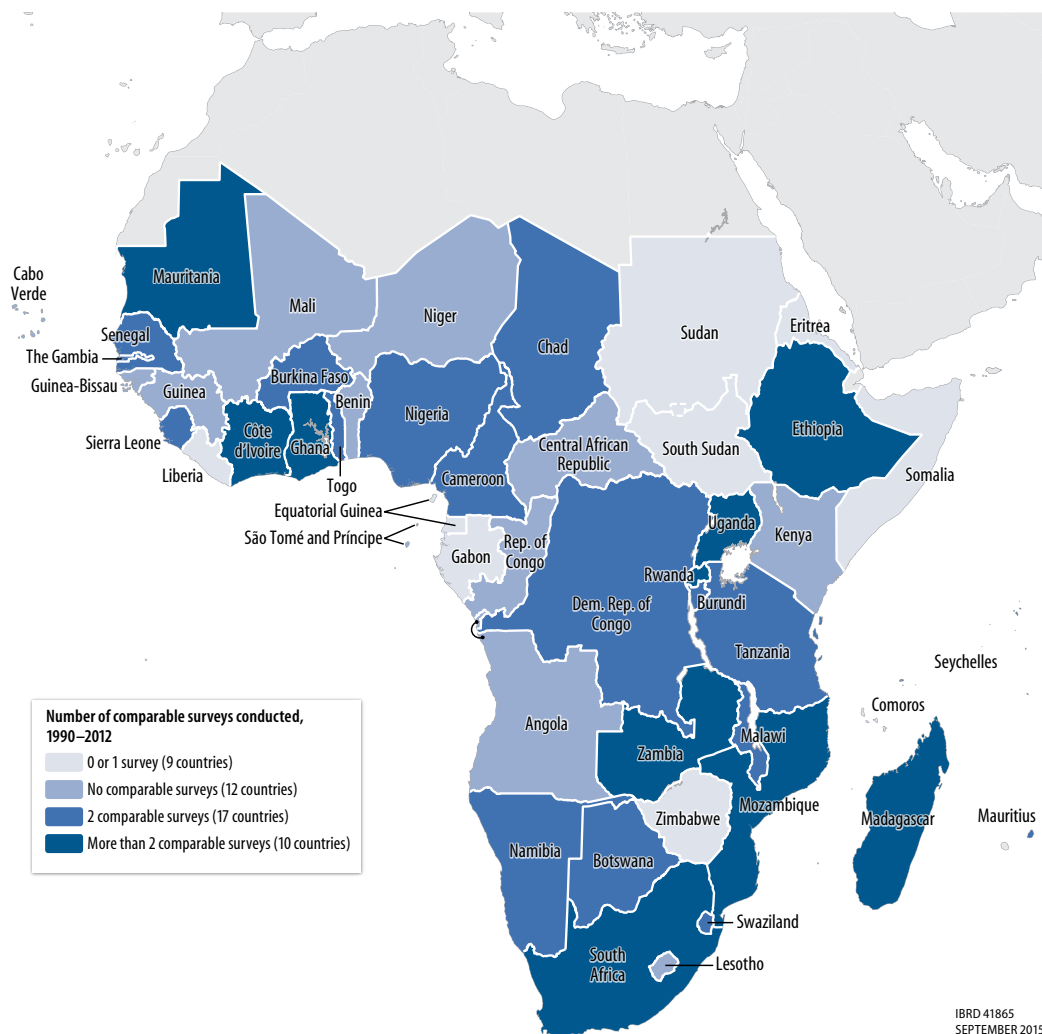 Cabo
Verde
Mauritania
Mali
Niger
Chad
Sudan
Eritrea
Senegal
The Gambia
Guinea-Bissau
Guinea
Burkina Faso
Benin
Nigeria
Sierra Leone
Côte
d'Ivoire
Ghana
Liberia
Togo
Cameroon
Central African
Republic
South Sudan
Ethiopia
Somalia
Equatorial Guinea
São Tomé and Príncipe
Gabon
Rep. of
Congo
Uganda
Kenya
Rwanda
Burundi
Dem. Rep. of
Congo
Tanzania
Seychelles
Comoros
Angola
Zambia
Malawi
Mozambique
Zimbabwe
Madagascar
Mauritius
Namibia
Botswana
Swaziland
South
Africa
Lesotho
Number of comparable surveys conducted,
1990–2012
0 or 1 survey (9 countries)
No comparable surveys (12 countries)
2 comparable surveys (17 countries)
More than 2 comparable surveys (10 countries)
IBRD 41865
SEPTEMBER 2015